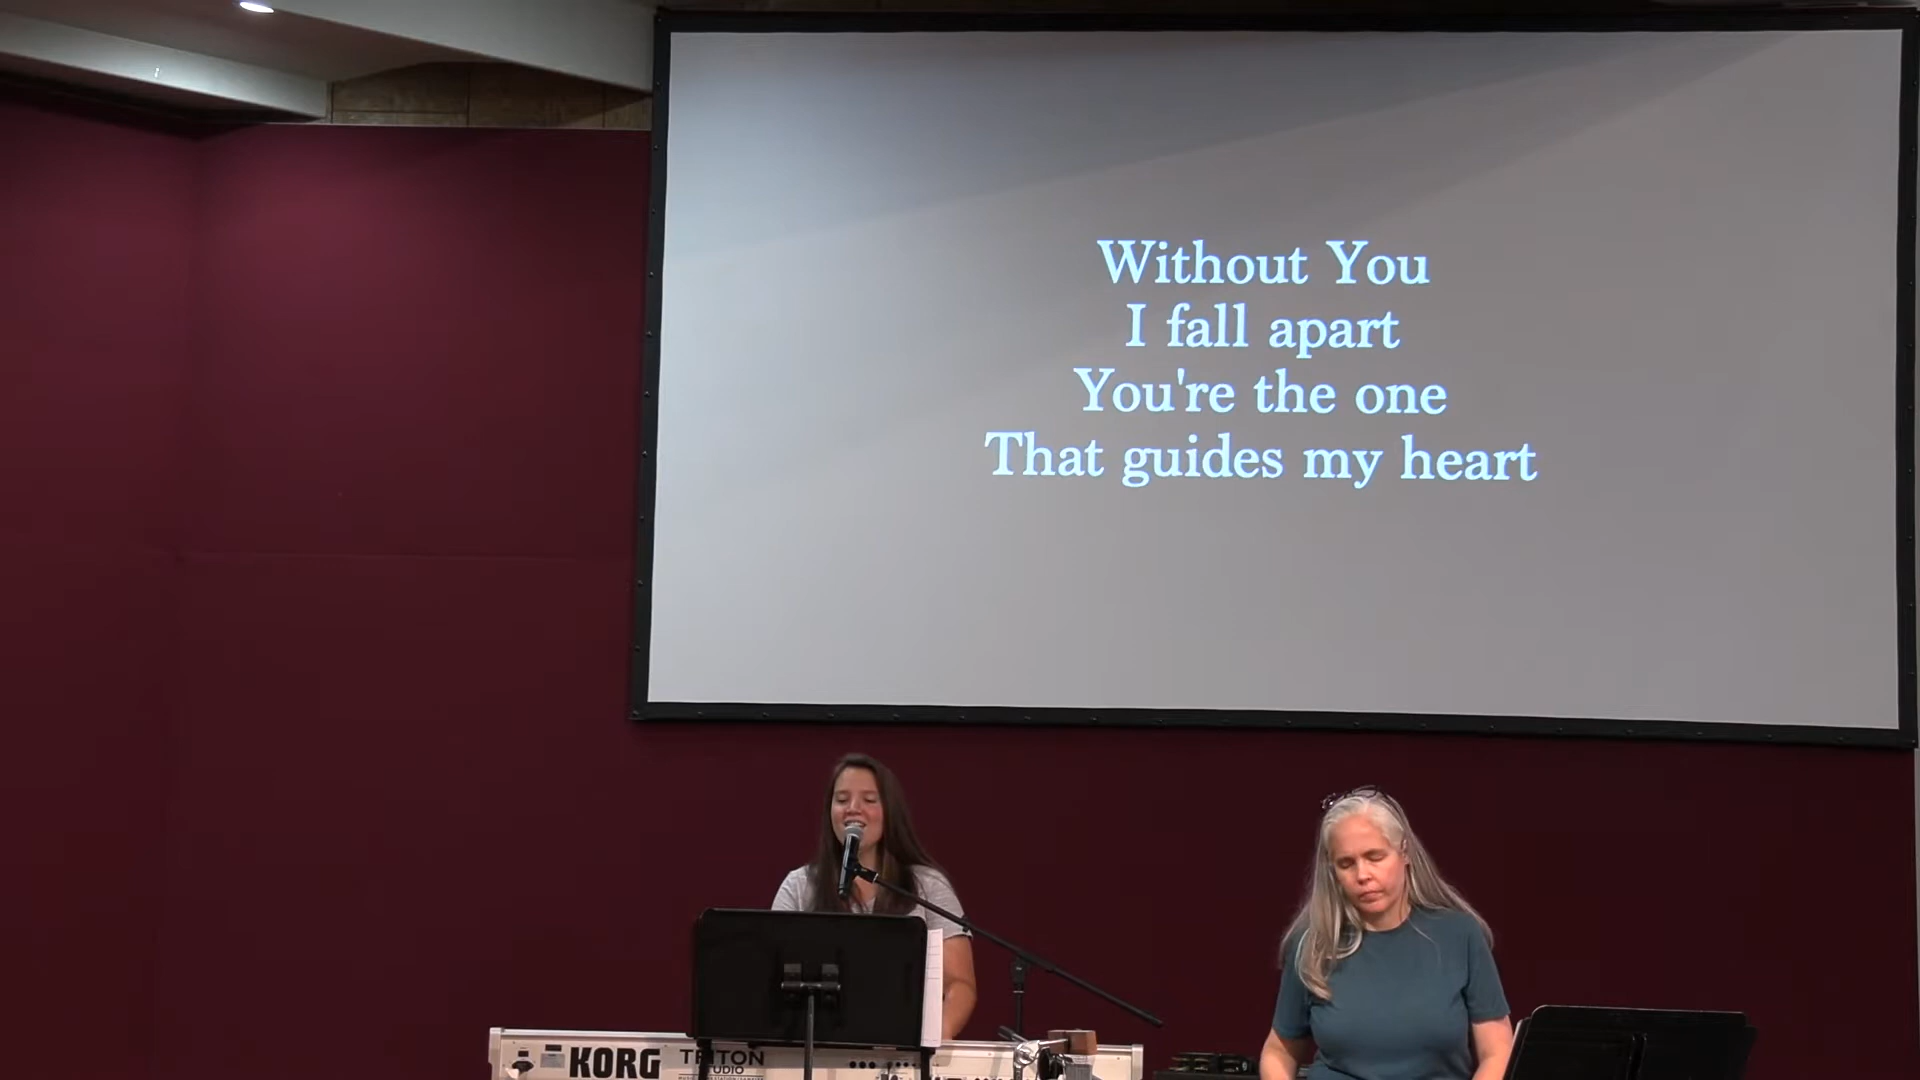 Without You
I fall apart
You're the one
That guides my heart
KORG TRITON
STUDIO